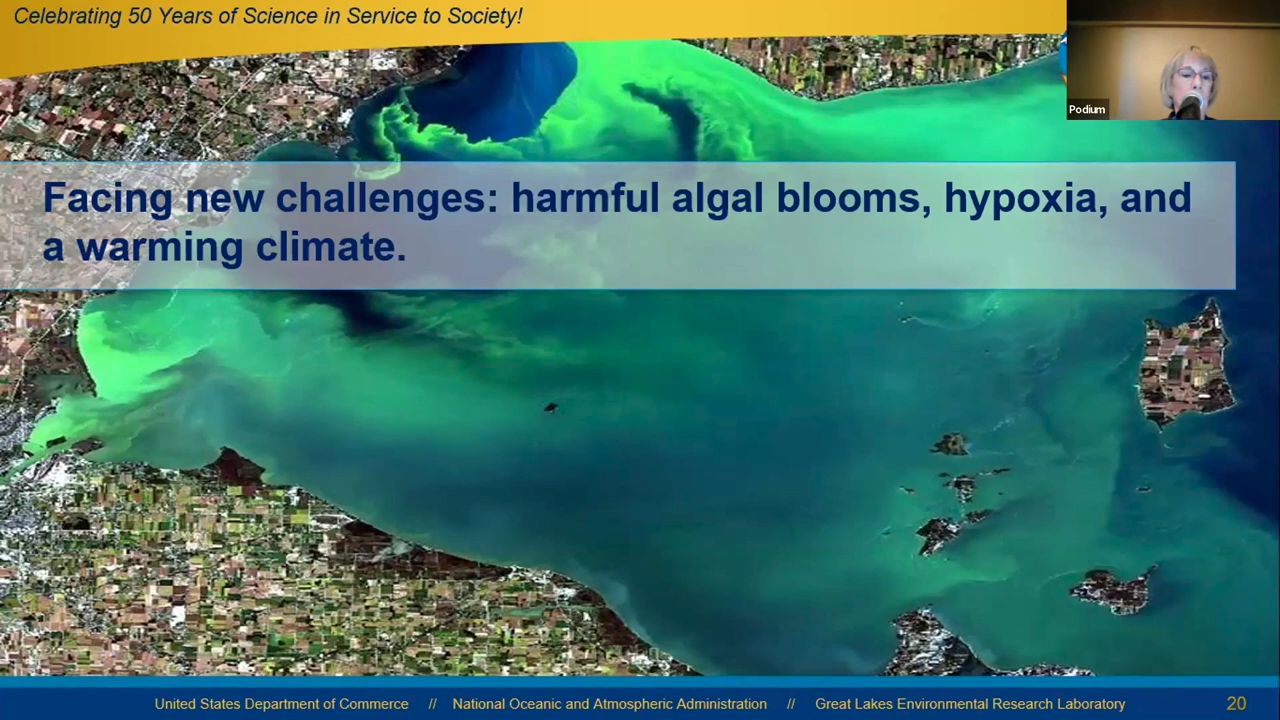 Celebrating 50 Years of Science in Service to Society!
Podium
Facing new challenges: harmful algal blooms, hypoxia, and
a warming climate.
United States Department of Commerce // National Oceanic and Atmospheric Administration // Great Lakes Environmental Research Laboratory 20